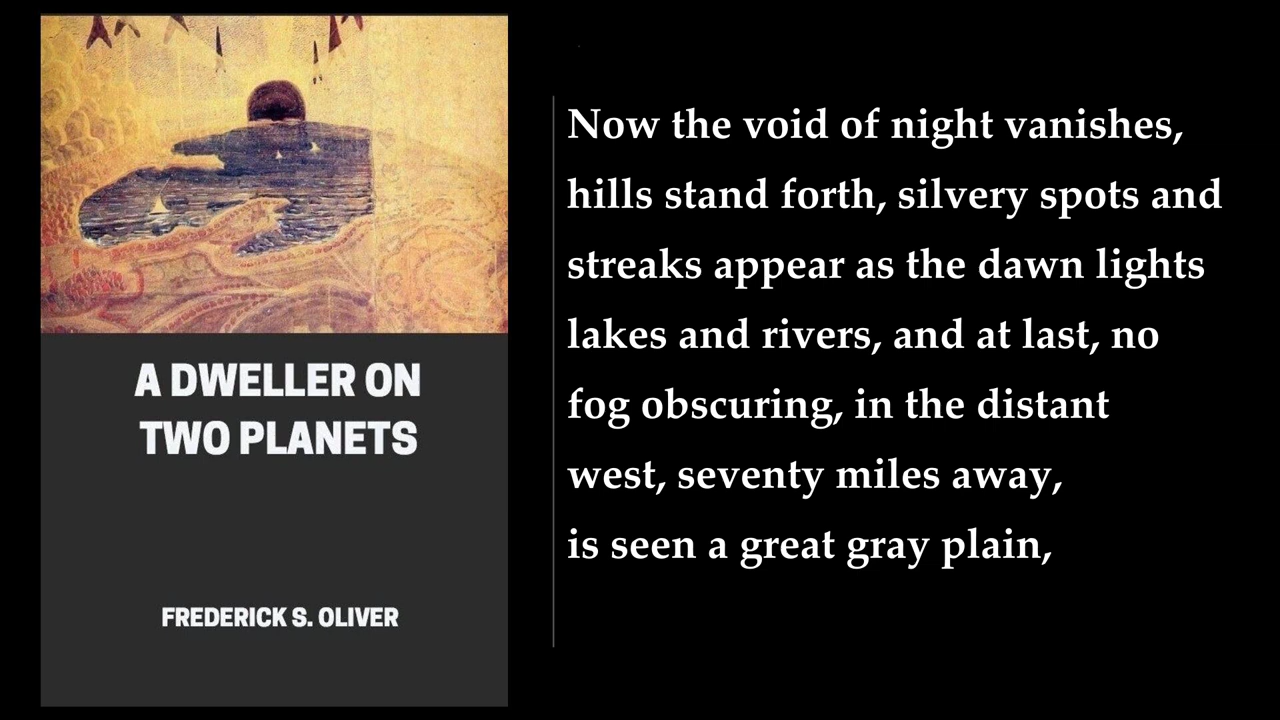 A DWELLER ON
TWO PLANETS
FREDERICK S. OLIVER
Now the void of night vanishes,
hills stand forth, silvery spots and
streaks appear as the dawn lights
lakes and rivers, and at last, no
fog obscuring, in the distant
west, seventy miles away,
is seen a great gray plain,